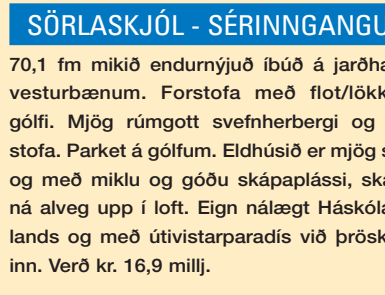 SÖRLASKJÓL - SÉRINNGANGU
70,1 fm mikið endurnýjuð íbúð á jarðha
vesturbænum. Forstofa með flot/lökk
gólfi. Mjög rúmgott svefnherbergi og
stofa. Parket á gólfum. Eldhúsið er mjög s
og með miklu og góðu skápaplássi, ská
ná alveg upp í loft. Eign nálægt Háskóla
lands og með útivistarparadís við þrösk
inn. Verð kr. 16,9 millj.